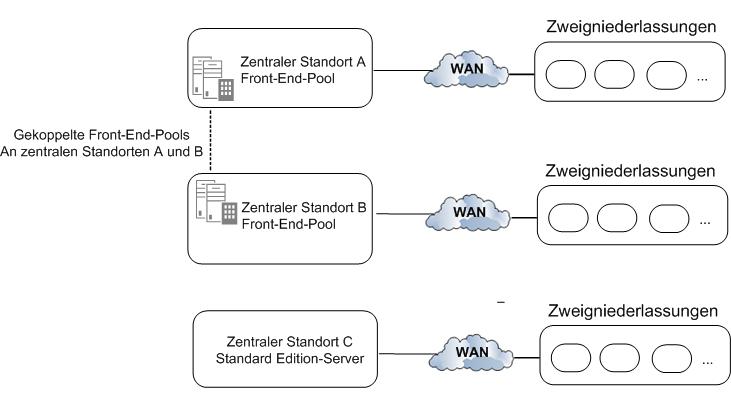 Zweigniederlassungen
Zentraler Standort A
Front-End-Pool
WAN
...
Gekoppelte Front-End-Pools
An zentralen Standorten A und B
Zweigniederlassungen
Zentraler Standort B
Front-End-Pool
WAN
...
Zweigniederlassungen
Zentraler Standort C
Standard Edition-Server
WAN
...